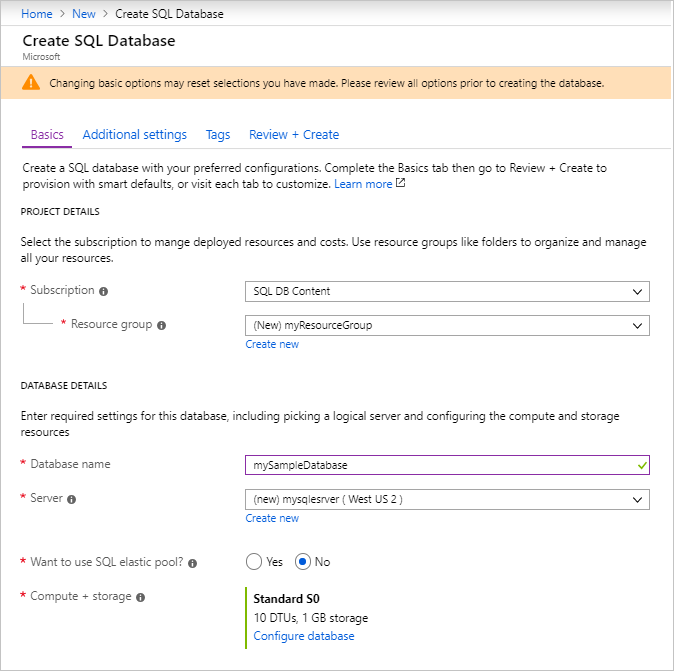 Home > New > Create SQL Database
Create SQL Database
Microsoft
Changing basic options may reset selections you have made. Please review all options prior to creating the database.
Basics Additional settings Tags Review + Create
Create a SQL database with your preferred configurations. Complete the Basics tab then go to Review + Create to
provision with smart defaults, or visit each tab to customize. Learn more
PROJECT DETAILS
Select the subscription to mange deployed resources and costs. Use resource groups like folders to organize and manage
all your resources.
* Subscription SQL DB Content
* Resource group (New) myResourceGroup
Create new
DATABASE DETAILS
Enter required settings for this database, including picking a logical server and configuring the compute and storage
resources
* Database name mySampleDatabase
* Server (new) mysqlesrver ( West US 2 )
Create new
* Want to use SQL elastic pool? Yes No
* Compute + storage Standard S0
10 DTUs, 1 GB storage
Configure database